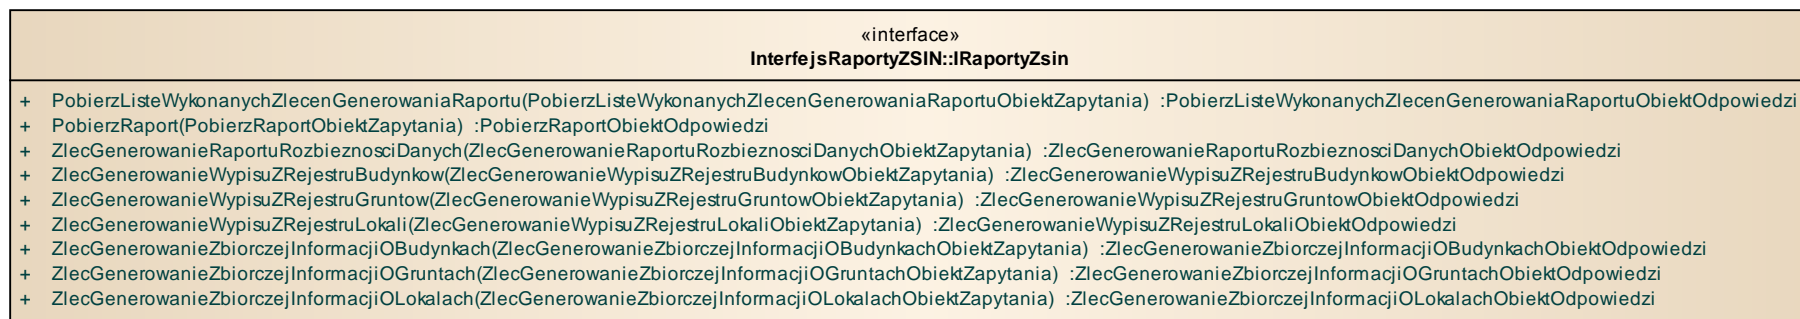 «interface»
InterfejsRaportyZSIN::IRaportyZsin
+ PobierzListeWykonanychZlecenGenerowaniaRaportu(PobierzListeWykonanychZlecenGenerowaniaRaportuObiektZapytania) :PobierzListeWykonanychZlecenGenerowaniaRaportuObiektOdpowiedzi
+ PobierzRaport(PobierzRaportObiektZapytania) :PobierzRaportObiektOdpowiedzi
+ ZlecGenerowanieRaportuRozbieznosciDanych(ZlecGenerowanieRaportuRozbieznosciDanychObiektZapytania) :ZlecGenerowanieRaportuRozbieznosciDanychObiektOdpowiedzi
+ ZlecGenerowanieWypisuZRejestruBudynkow(ZlecGenerowanieWypisuZRejestruBudynkowObiektZapytania) :ZlecGenerowanieWypisuZRejestruBudynkowObiektOdpowiedzi
+ ZlecGenerowanieWypisuZRejestruGruntow(ZlecGenerowanieWypisuZRejestruGruntowObiektZapytania) :ZlecGenerowanieWypisuZRejestruGruntowObiektOdpowiedzi
+ ZlecGenerowanieWypisuZRejestruLokali(ZlecGenerowanieWypisuZRejestruLokaliObiektZapytania) :ZlecGenerowanieWypisuZRejestruLokaliObiektOdpowiedzi
+ ZlecGenerowanieZbiorczejInformacjiOBudynkach(ZlecGenerowanieZbiorczejInformacjiOBudynkachObiektZapytania) :ZlecGenerowanieZbiorczejInformacjiOBudynkachObiektOdpowiedzi
+ ZlecGenerowanieZbiorczejInformacjiOGruntach(ZlecGenerowanieZbiorczejInformacjiOGruntachObiektZapytania) :ZlecGenerowanieZbiorczejInformacjiOGruntachObiektOdpowiedzi
+ ZlecGenerowanieZbiorczejInformacjiOLokalach(ZlecGenerowanieZbiorczejInformacjiOLokalachObiektZapytania) :ZlecGenerowanieZbiorczejInformacjiOLokalachObiektOdpowiedzi